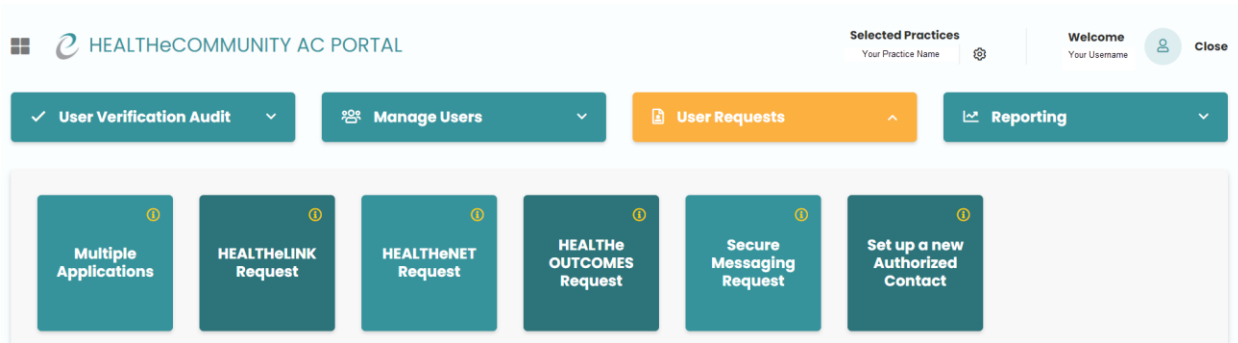 HEALTHeCOMMUNITY AC PORTAL
Selected Practices
Your Practice Name
Welcome
Your Username
Close
User Verification Audit
Manage Users
User Requests
Reporting
Multiple
Applications
HEALTHeLINK
Request
HEALTHeNET
Request
HEALTHe
OUTCOMES
Request
Secure
Messaging
Request
Set up a new
Authorized
Contact